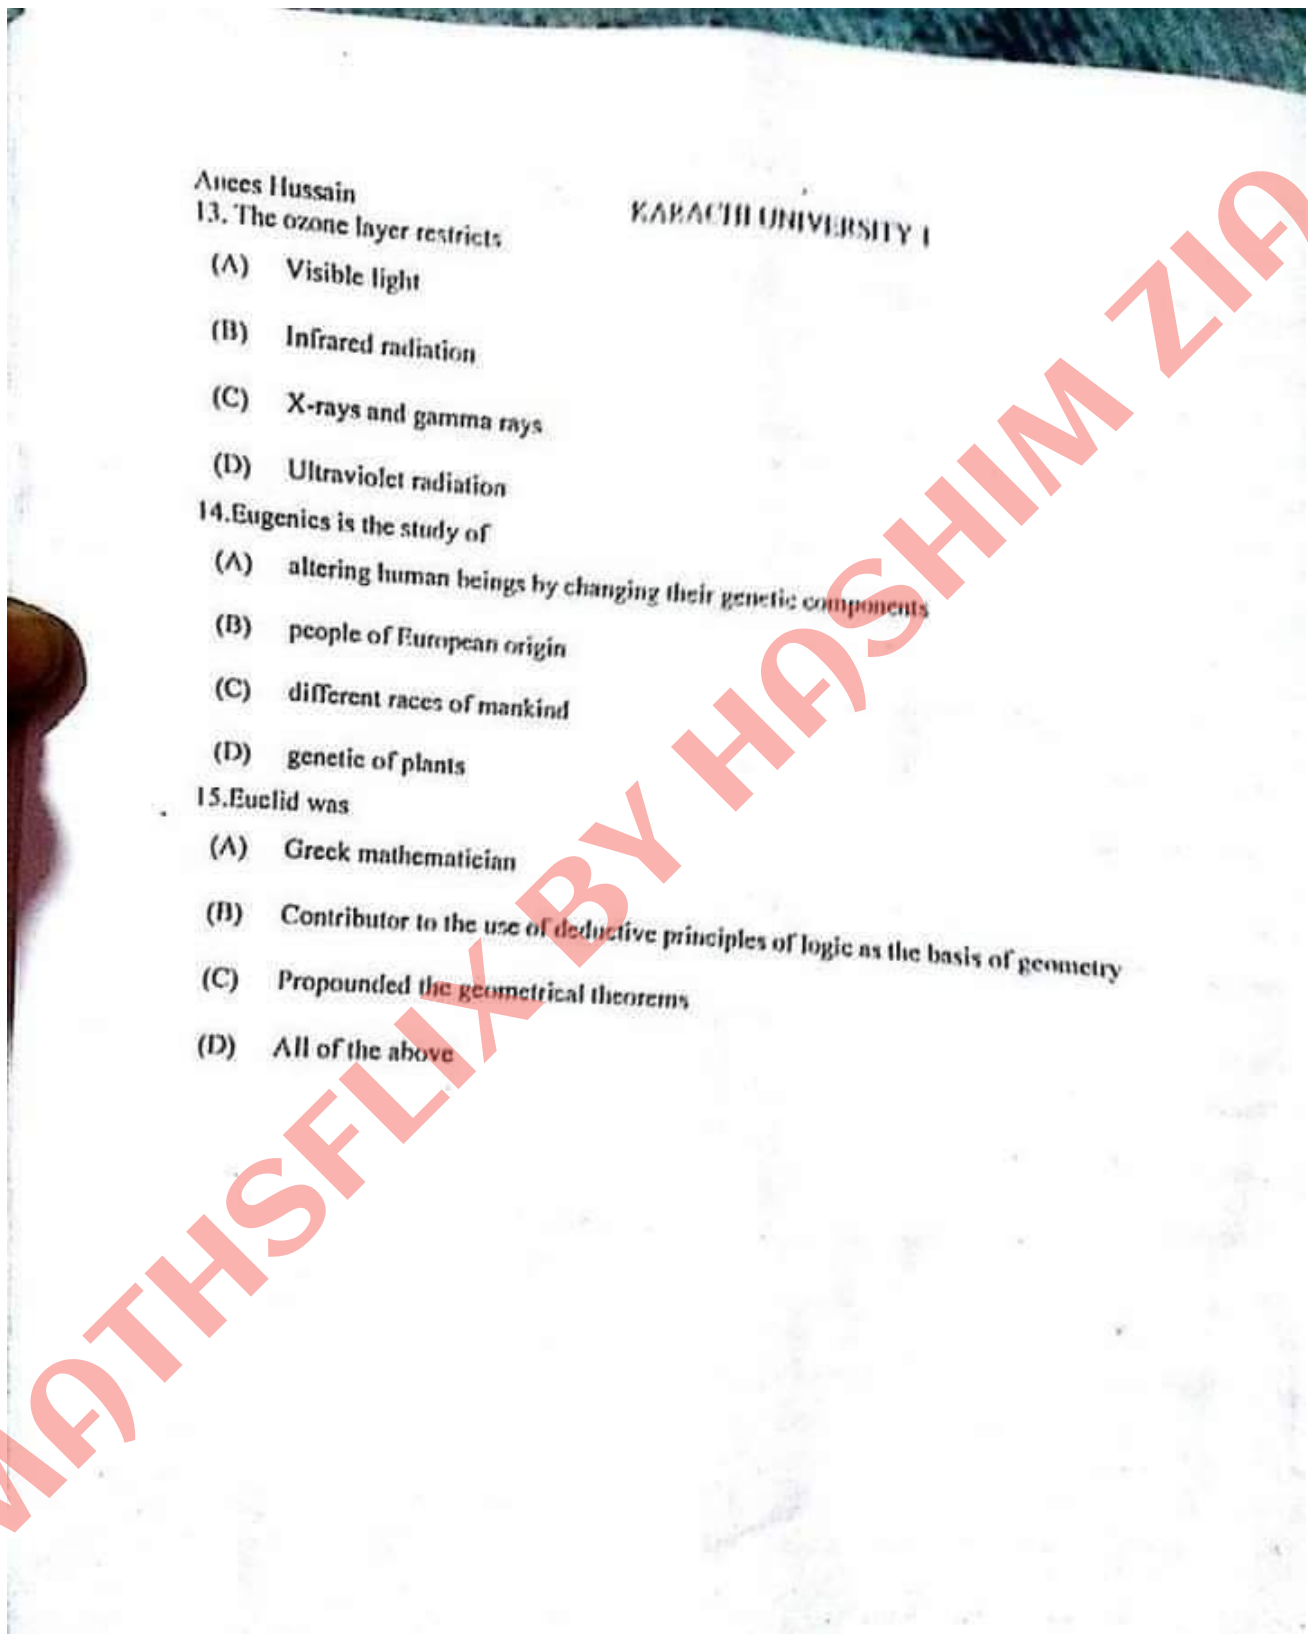 Anees Hussain
KARACHI UNIVERSITY I
13. The ozone layer restricts
(A) Visible light
(B) Infrared radiation
(C) X-rays and gamma rays
(D) Ultraviolet radiation
14.Eugenics is the study of
(A) altering human beings by changing their genetic components
(B) people of European origin
(C) different races of mankind
(D) genetic of plants
15.Euclid was
(A) Greek mathematician
(B) Contributor to the use of deductive principles of logic as the basis of geometry
(C) Propounded the geometrical theorems
(D) All of the above
MATHSFLIX BY HASHIM ZIA